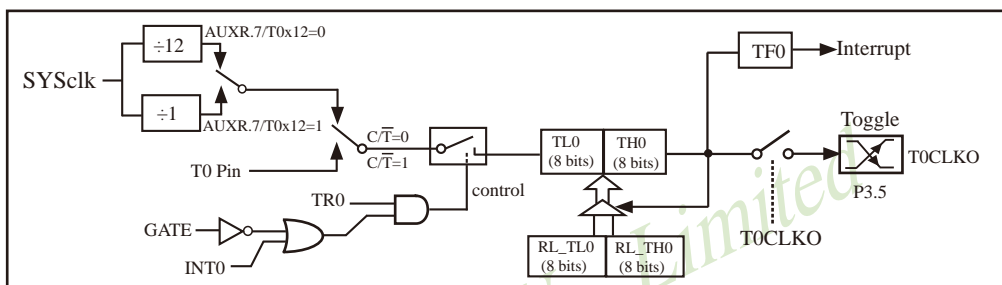 AUXR.7/T0x12=0
÷12
SYSclk
÷1
AUXR.7/T0x12=1
C/T̅=0
C/T̅=1
T0 Pin
TR0
control
GATE
INT0
TL0
(8 bits)
TH0
(8 bits)
RL_TL0
(8 bits)
RL_TH0
(8 bits)
TF0
Interrupt
Toggle
T0CLKO
P3.5
T0CLKO
Limited